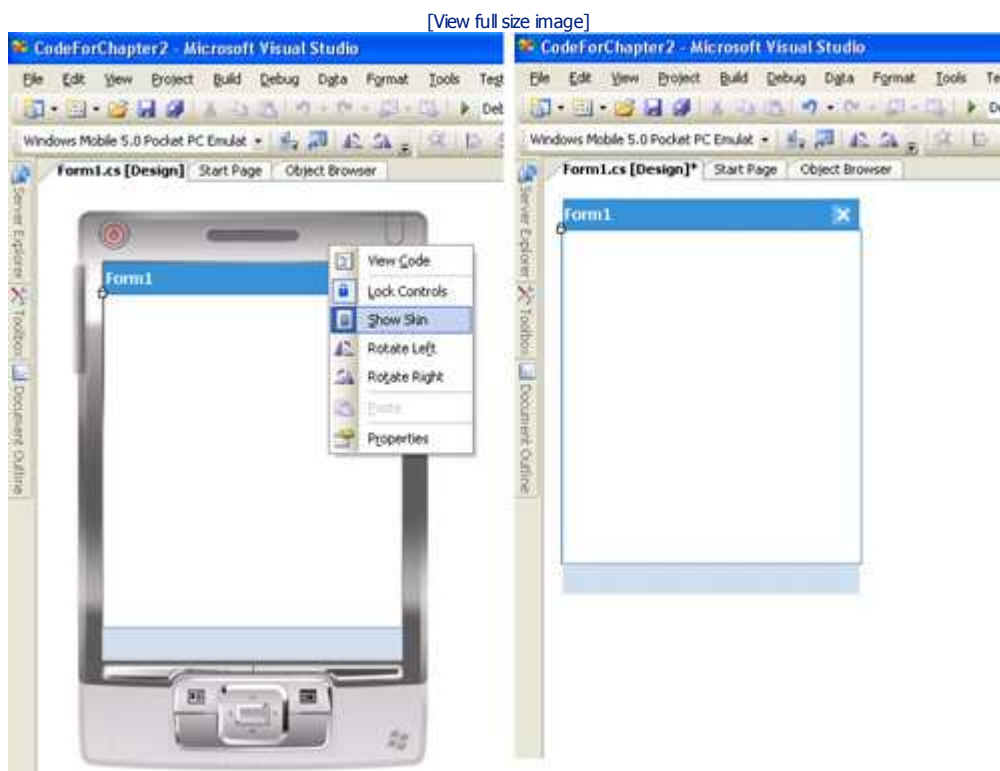 [View full size image]
CodeForChapter2 - Microsoft Visual Studio
File Edit View Project Build Debug Data Format Tools Test
Windows Mobile 5.0 Pocket PC Emulat
Form1.cs [Design] Start Page Object Browser
Server Explorer
Toolbox
Document Outline
Form1
View Code
Lock Controls
Show Skin
Rotate Left
Rotate Right
Paste
Properties
CodeForChapter2 - Microsoft Visual Studio
File Edit View Project Build Debug Data Format Tools Te
Windows Mobile 5.0 Pocket PC Emulat
Form1.cs [Design]* Start Page Object Browser
Server Explorer
Toolbox
Document Outline
Form1